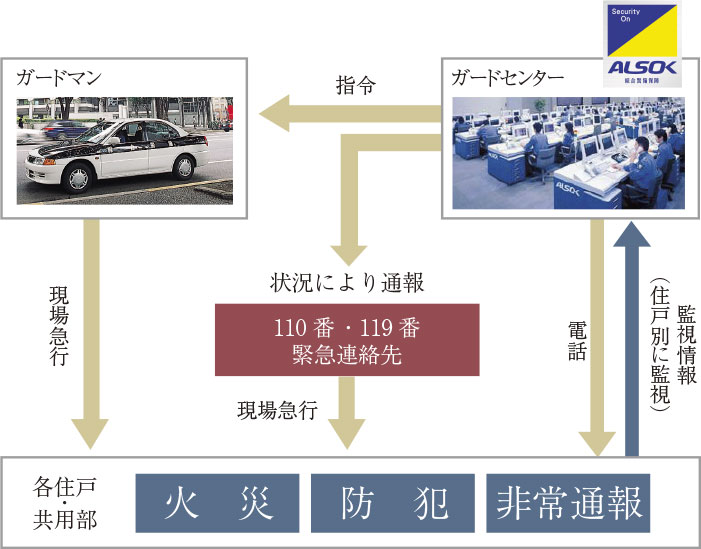 Security
On
ALSOK
綜合警備保障
ガードマン
ガードセンター
指令
ALSOK
状況により通報
110番・119番
緊急連絡先
現場急行
現場急行
電話
監視情報
（住戸別に監視）
各住戸
・
共用部
火災
防犯
非常通報